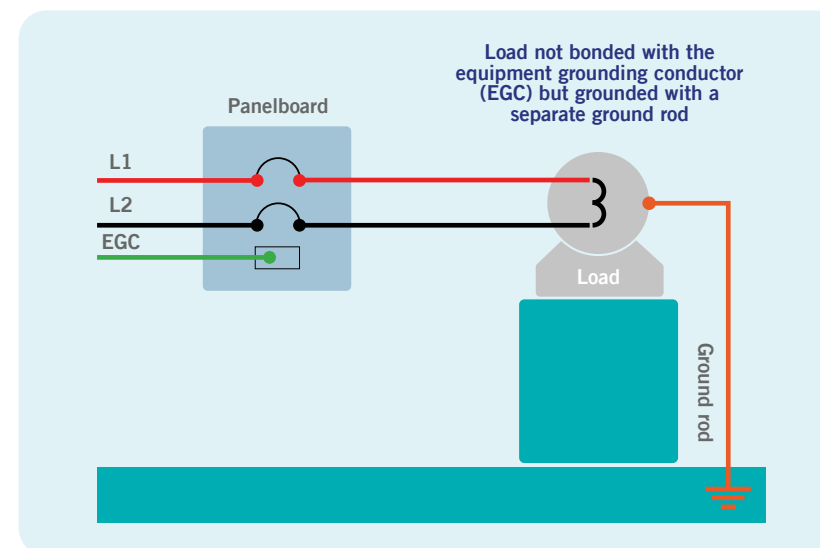 Load not bonded with the
equipment grounding conductor
(EGC) but grounded with a
separate ground rod
Panelboard
L1
L2
EGC
Load
Ground rod